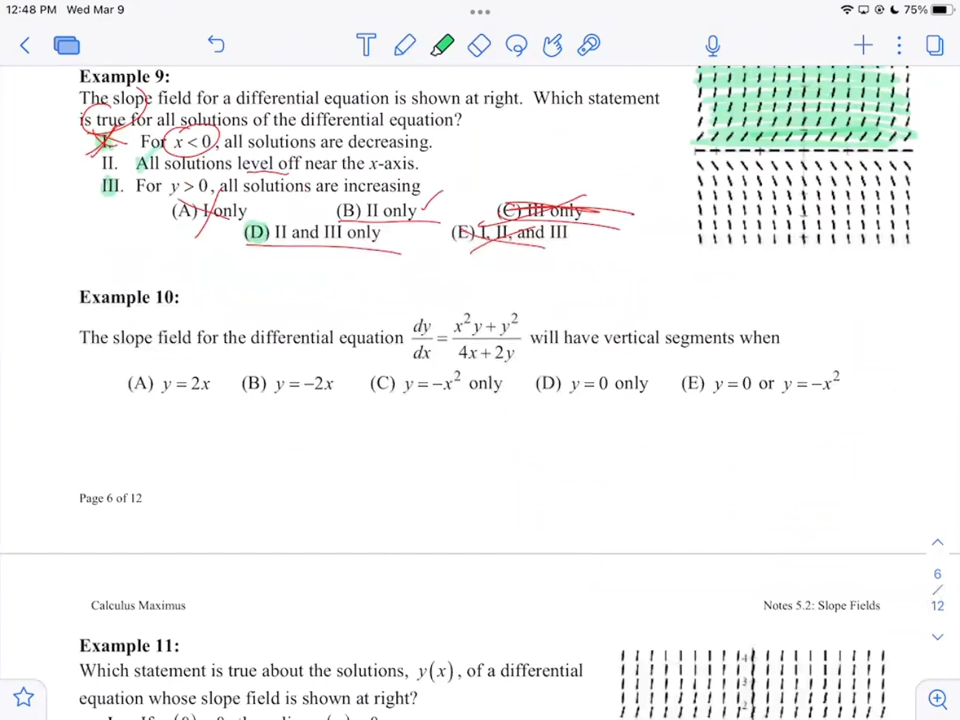 12:48 PM Mon Mar 9
75%
Example 9:
The slope field for a differential equation is shown at right. Which statement
is true for all solutions of the differential equation?
I. For x < 0, all solutions are decreasing.
II. All solutions level off near the x-axis.
III. For y > 0, all solutions are increasing
(A) I only (B) II only (C) III only
(D) II and III only (E) I, II, and III
Example 10:
The slope field for the differential equation dy/dx = (x²y + y²)/(4x + 2y) will have vertical segments when
(A) y = 2x (B) y = −2x (C) y = −x² only (D) y = 0 only (E) y = 0 or y = −x²
Page 6 of 12
6
/
12
Calculus Maximus Notes 5.2: Slope Fields
Example 11:
Which statement is true about the solutions, y(x), of a differential
equation whose slope field is shown at right?